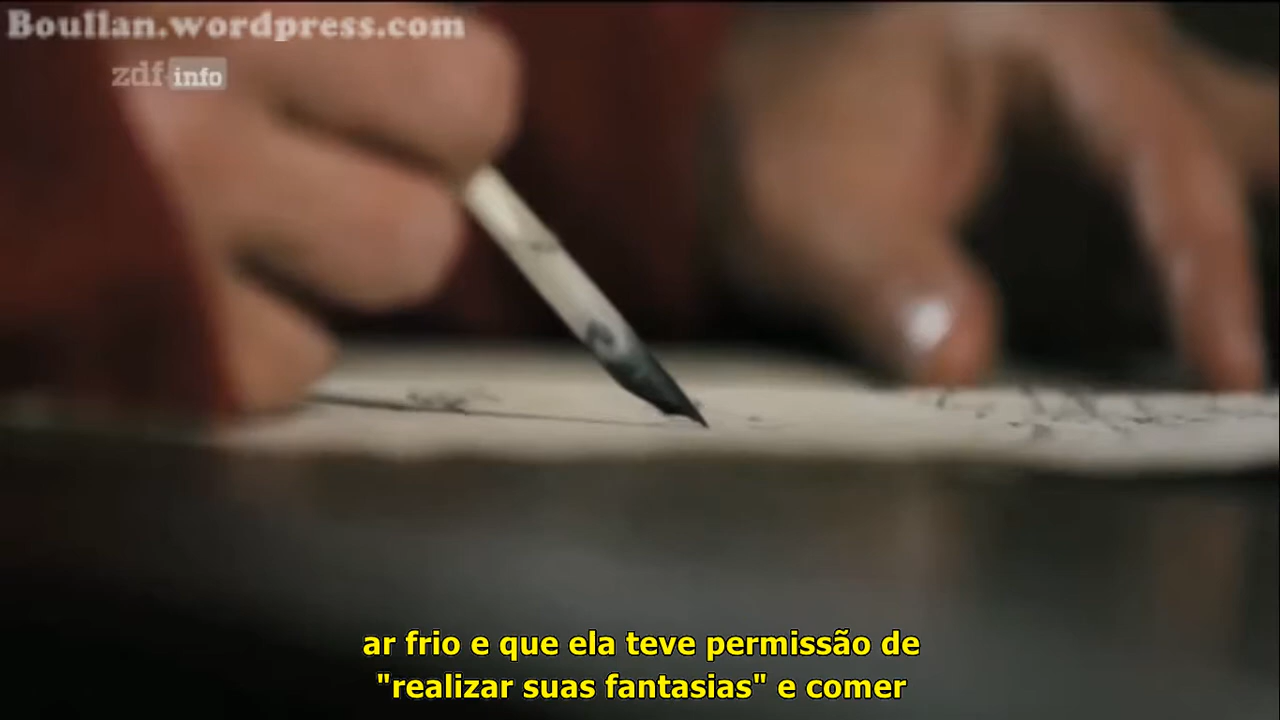 Boullan.wordpress.com
zdf info
ar frio e que ela teve permissão de
"realizar suas fantasias" e comer